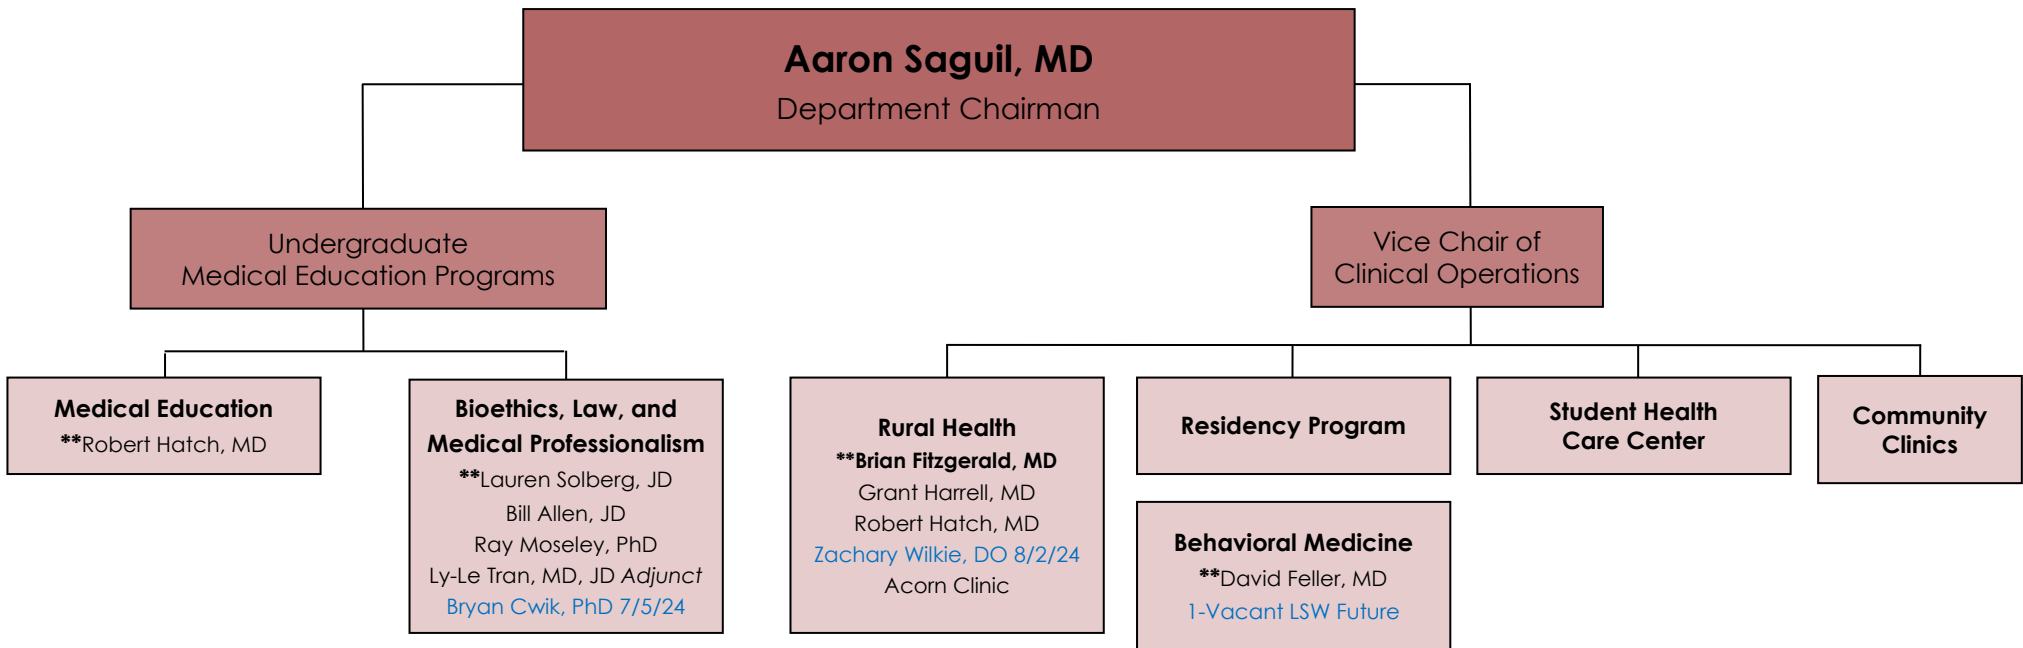 Aaron Saguil, MD
Department Chairman
Undergraduate
Medical Education Programs
Vice Chair of
Clinical Operations
Medical Education
**Robert Hatch, MD
Bioethics, Law, and
Medical Professionalism
**Lauren Solberg, JD
Bill Allen, JD
Ray Moseley, PhD
Ly-Le Tran, MD, JD Adjunct
Bryan Cwik, PhD 7/5/24
Rural Health
**Brian Fitzgerald, MD
Grant Harrell, MD
Robert Hatch, MD
Zachary Wilkie, DO 8/2/24
Acorn Clinic
Residency Program
Student Health
Care Center
Community
Clinics
Behavioral Medicine
**David Feller, MD
1-Vacant LSW Future